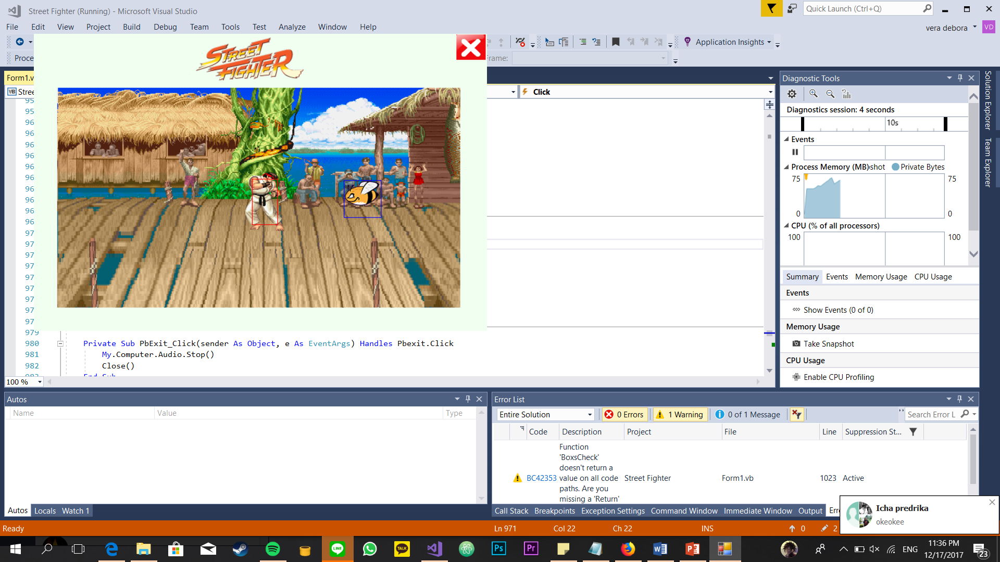 Street Fighter (Running) - Microsoft Visual Studio
Quick Launch (Ctrl+Q)
File Edit View Project Build Debug Team Tools Test Analyze Window Help
vera debora
VD
Application Insights
Proce
rame:
STREET
FIGHTER
Form1.v
VB Stree
Click
95
95
96
96
96
96
96
96
96
96
96
96
97
97
97
97
97
97
97
97
97
979
980 Private Sub PbExit_Click(sender As Object, e As EventArgs) Handles Pbexit.Click
981 My.Computer.Audio.Stop()
982 Close()
983 End Sub
100 %
Diagnostic Tools
Diagnostics session: 4 seconds
10s
Events
Process Memory (MB) shot Private Bytes
75 75
0 0
CPU (% of all processors)
100 100
Summary Events Memory Usage CPU Usage
Events
Show Events (0 of 0)
Memory Usage
Take Snapshot
CPU Usage
Enable CPU Profiling
Solution Explorer
Team Explorer
Autos
Name Value Type
Autos Locals Watch 1
Error List
Entire Solution 0 Errors 1 Warning 0 of 1 Message Search Error L
Code Description Project File Line Suppression St...
Function
'BoxsCheck'
doesn't return a
BC42353 value on all code Street Fighter Form1.vb 1023 Active
paths. Are you
missing a 'Return'
Call Stack Breakpoints Exception Settings Command Window Immediate Window Output Erro
Icha predrika
okeokee
Ready Ln 971 Col 22 Ch 22 INS 0 2
LINE
TALK
Ps
Pr
ENG
11:36 PM
12/17/2017
23